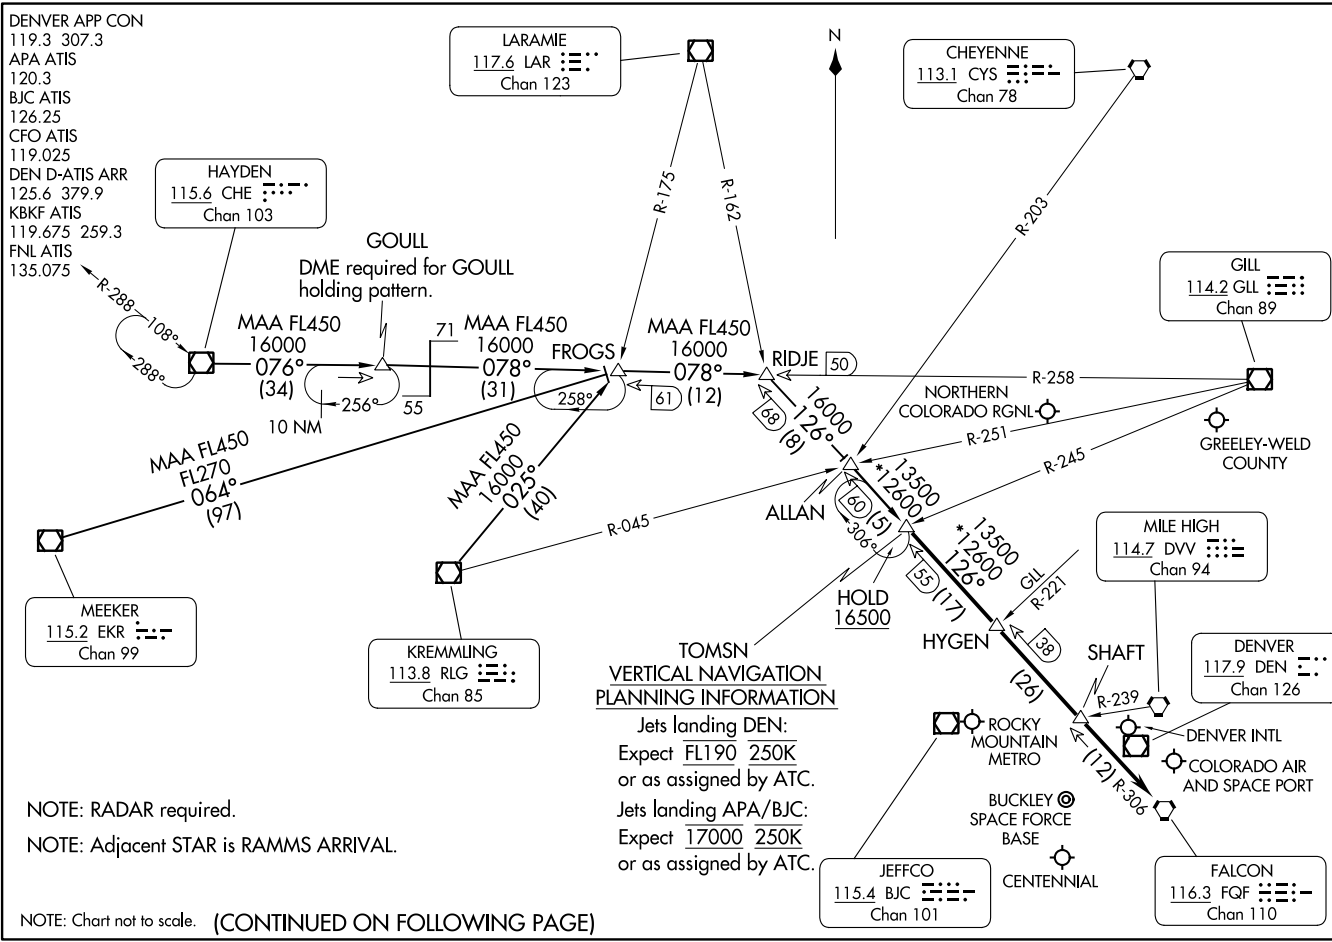 DENVER APP CON
119.3 307.3
APA ATIS
120.3
BJC ATIS
126.25
CFO ATIS
119.025
DEN D-ATIS ARR
125.6 379.9
KBKF ATIS
119.675 259.3
FNL ATIS
135.075
LARAMIE
117.6 LAR
Chan 123
N
CHEYENNE
113.1 CYS
Chan 78
HAYDEN
115.6 CHE
Chan 103
GILL
114.2 GLL
Chan 89
R-175
R-162
R-203
GOULL
DME required for GOULL
holding pattern.
R-288
108°
288°
MAA FL450
16000
076°
(34)
256°
10 NM
71
55
MAA FL450
16000
078°
(31)
FROGS
258°
61
MAA FL450
16000
078°
(12)
RIDJE
50
R-258
68
16000
126°
(8)
NORTHERN
COLORADO RGNL
R-251
R-245
GREELEY-WELD
COUNTY
MAA FL450
FL270
064°
(97)
MAA FL450
16000
025°
(40)
R-045
ALLAN
60
(5)
306°
13500
*12600
HOLD
16500
55
(17)
13500
*12600
126°
GLL
R-221
HYGEN
38
(26)
MILE HIGH
114.7 DVV
Chan 94
MEEKER
115.2 EKR
Chan 99
KREMMLING
113.8 RLG
Chan 85
TOMSN
VERTICAL NAVIGATION
PLANNING INFORMATION
Jets landing DEN:
Expect FL190 250K
or as assigned by ATC.
Jets landing APA/BJC:
Expect 17000 250K
or as assigned by ATC.
SHAFT
R-239
DENVER
117.9 DEN
Chan 126
ROCKY
MOUNTAIN
METRO
DENVER INTL
COLORADO AIR
AND SPACE PORT
(12)
R-306
BUCKLEY
SPACE FORCE
BASE
CENTENNIAL
JEFFCO
115.4 BJC
Chan 101
FALCON
116.3 FQF
Chan 110
NOTE: RADAR required.
NOTE: Adjacent STAR is RAMMS ARRIVAL.
NOTE: Chart not to scale.
(CONTINUED ON FOLLOWING PAGE)